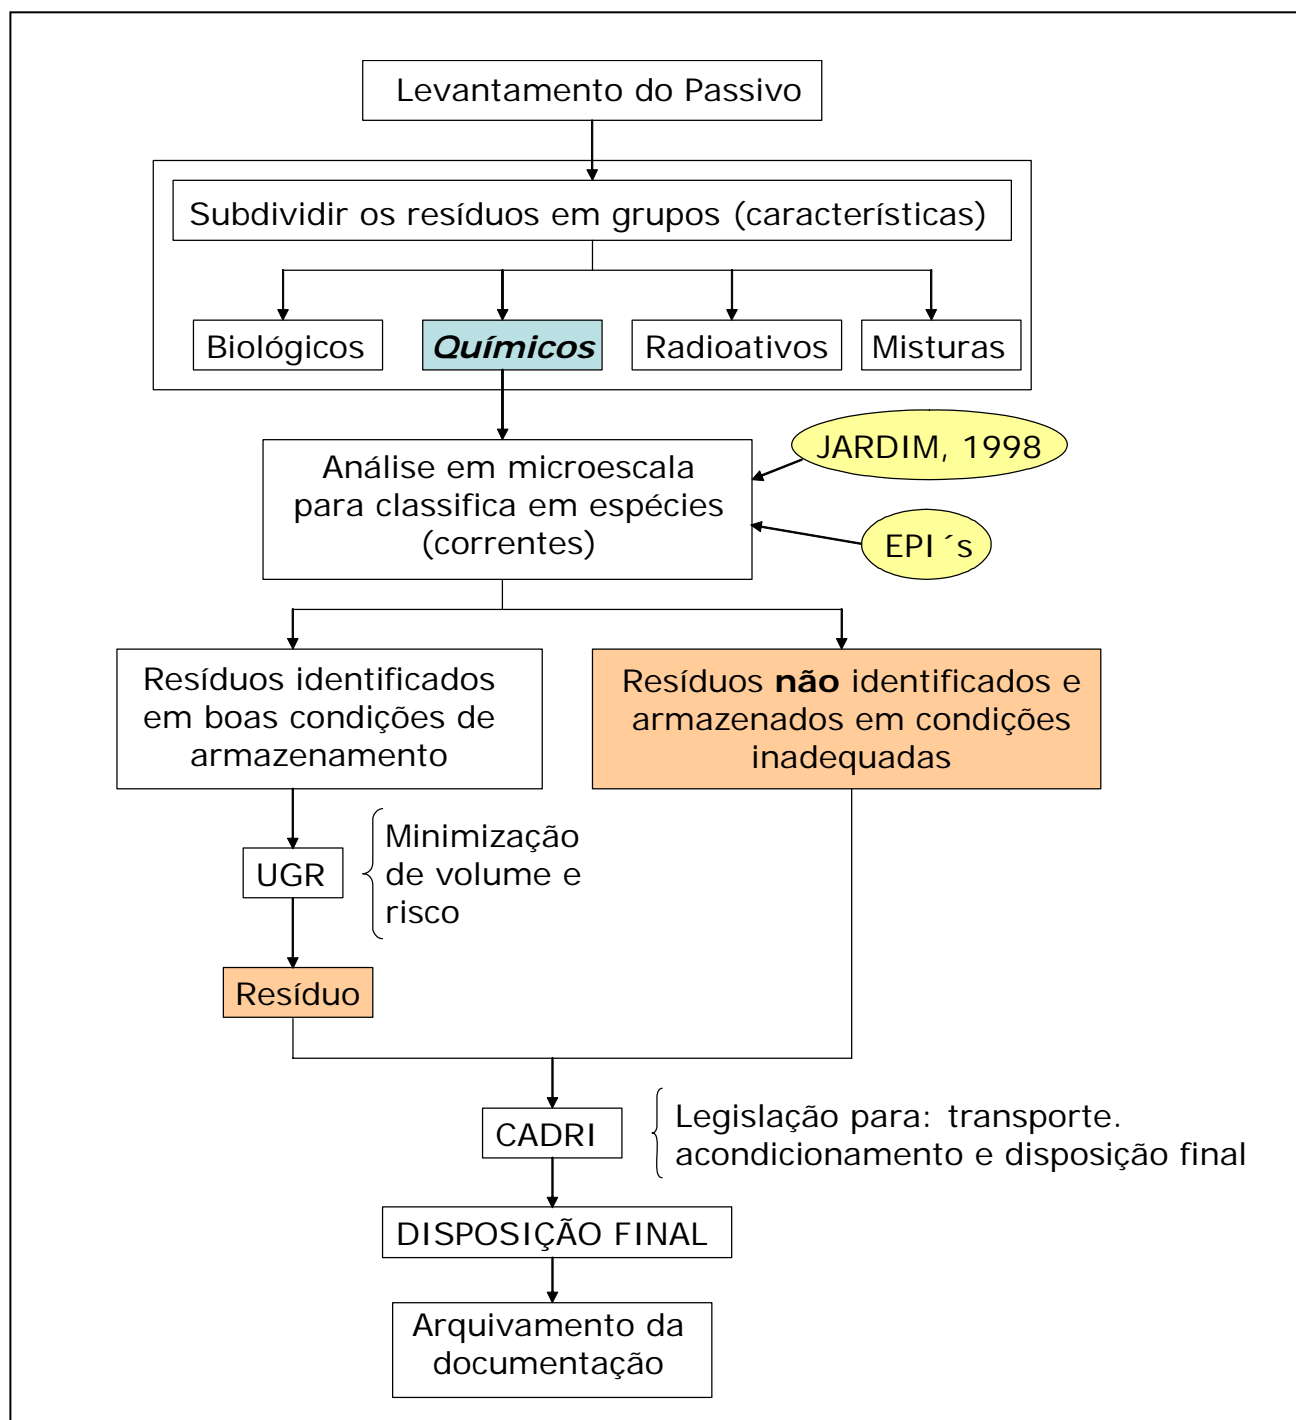 Levantamento do Passivo
Subdividir os resíduos em grupos (características)
Biológicos
Químicos
Radioativos
Misturas
JARDIM, 1998
Análise em microescala
para classifica em espécies
(correntes)
EPI´s
Resíduos identificados
em boas condições de
armazenamento
Resíduos não identificados e
armazenados em condições
inadequadas
Minimização
de volume e
risco
UGR
Resíduo
CADRI
Legislação para: transporte.
acondicionamento e disposição final
DISPOSIÇÃO FINAL
Arquivamento da
documentação